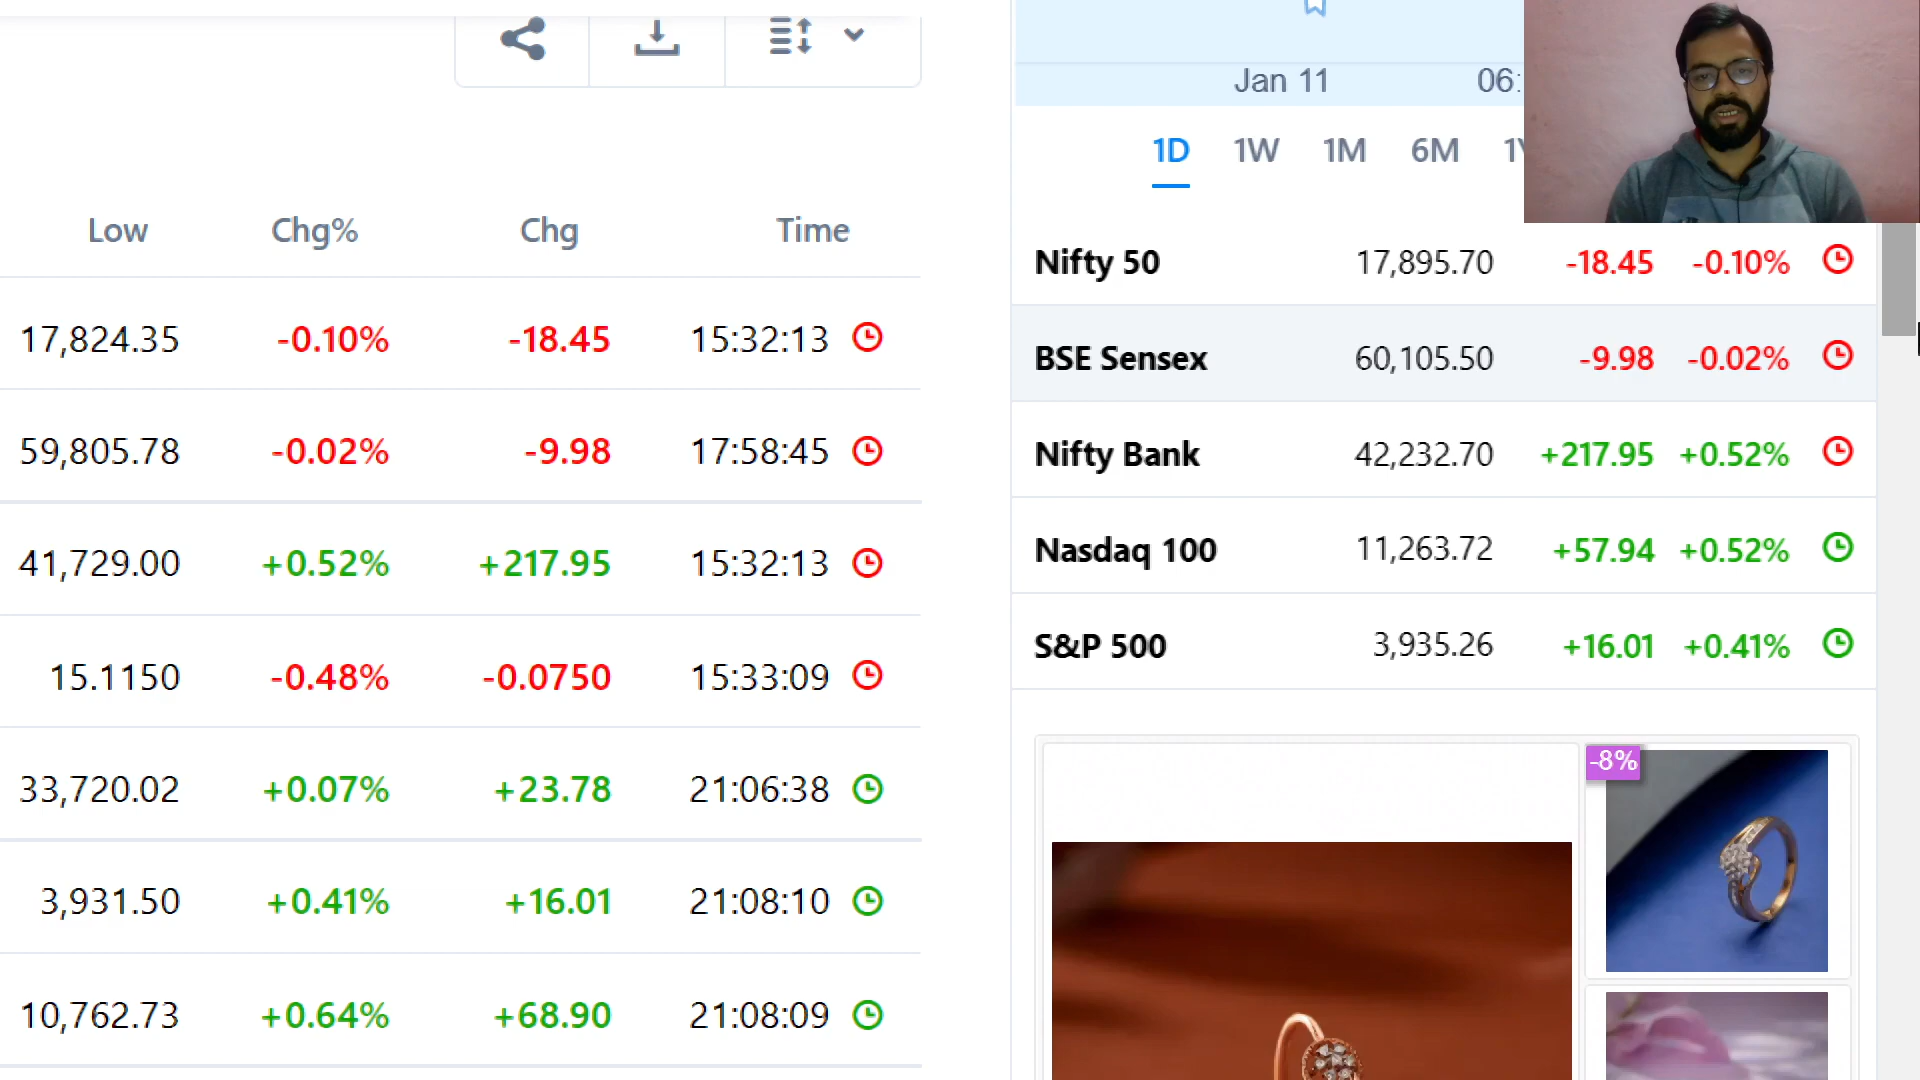 Jan 11 06:
1D 1W 1M 6M 1Y
Low Chg% Chg Time
17,824.35 -0.10% -18.45 15:32:13
59,805.78 -0.02% -9.98 17:58:45
41,729.00 +0.52% +217.95 15:32:13
15.1150 -0.48% -0.0750 15:33:09
33,720.02 +0.07% +23.78 21:06:38
3,931.50 +0.41% +16.01 21:08:10
10,762.73 +0.64% +68.90 21:08:09
Nifty 50 17,895.70 -18.45 -0.10%
BSE Sensex 60,105.50 -9.98 -0.02%
Nifty Bank 42,232.70 +217.95 +0.52%
Nasdaq 100 11,263.72 +57.94 +0.52%
S&P 500 3,935.26 +16.01 +0.41%
-8%